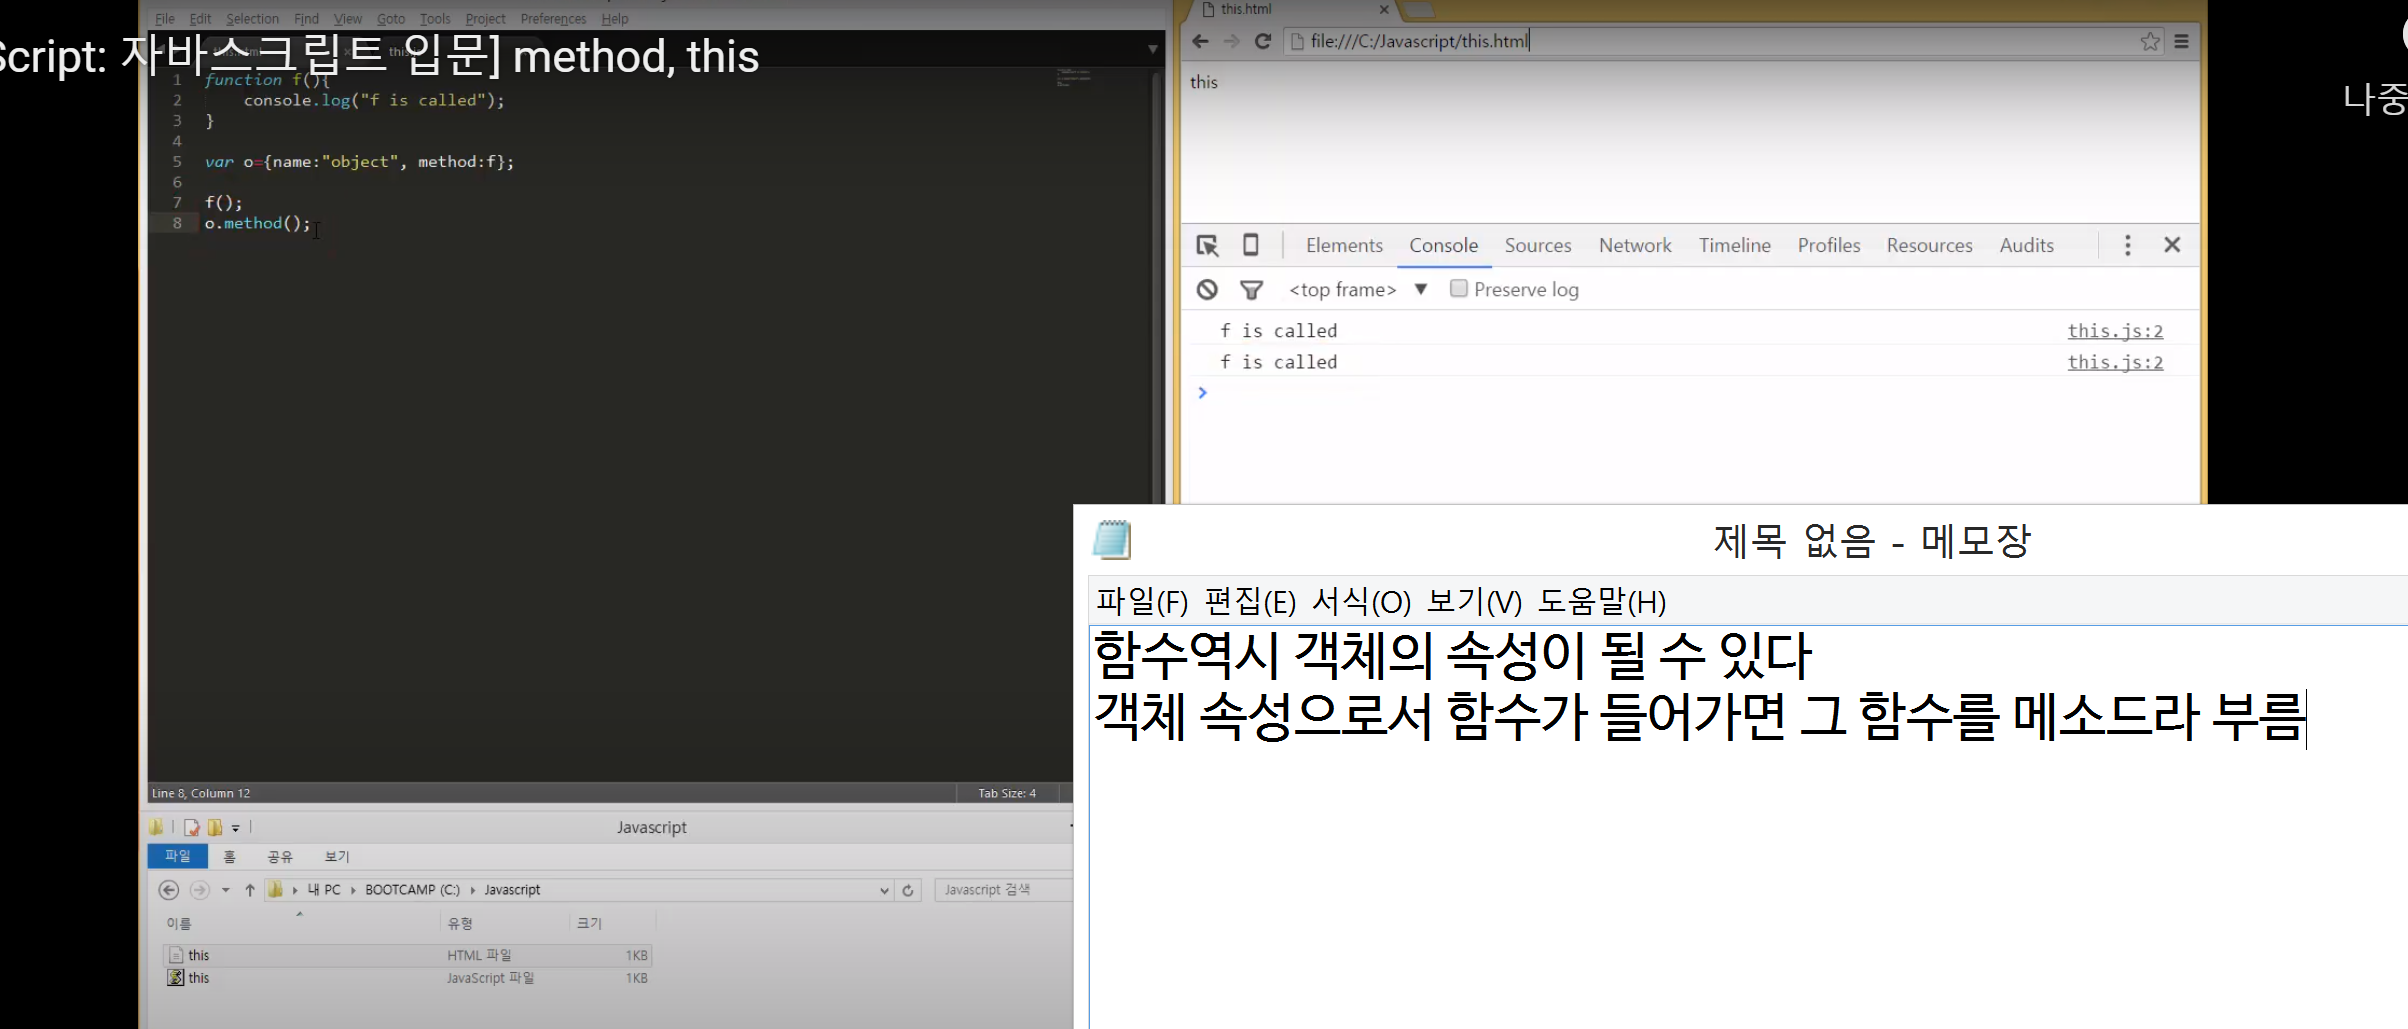 File Edit Selection Find View Goto Tools Project Preferences Help
Script: 자바스크립트 입문] method, this
1 function f(){
2 console.log("f is called");
3 }
4
5 var o={name:"object", method:f};
6
7 f();
8 o.method();
Line 8, Column 12
Tab Size: 4
this.html
file:///C:/Javascript/this.html
this
나중
Elements Console Sources Network Timeline Profiles Resources Audits
<top frame> ▼ Preserve log
f is called this.js:2
f is called this.js:2
제목 없음 - 메모장
파일(F) 편집(E) 서식(O) 보기(V) 도움말(H)
함수역시 객체의 속성이 될 수 있다
객체 속성으로서 함수가 들어가면 그 함수를 메소드라 부름
Javascript
파일 홈 공유 보기
내 PC BOOTCAMP (C:) Javascript
Javascript 검색
이름 유형 크기
this HTML 파일 1KB
this JavaScript 파일 1KB